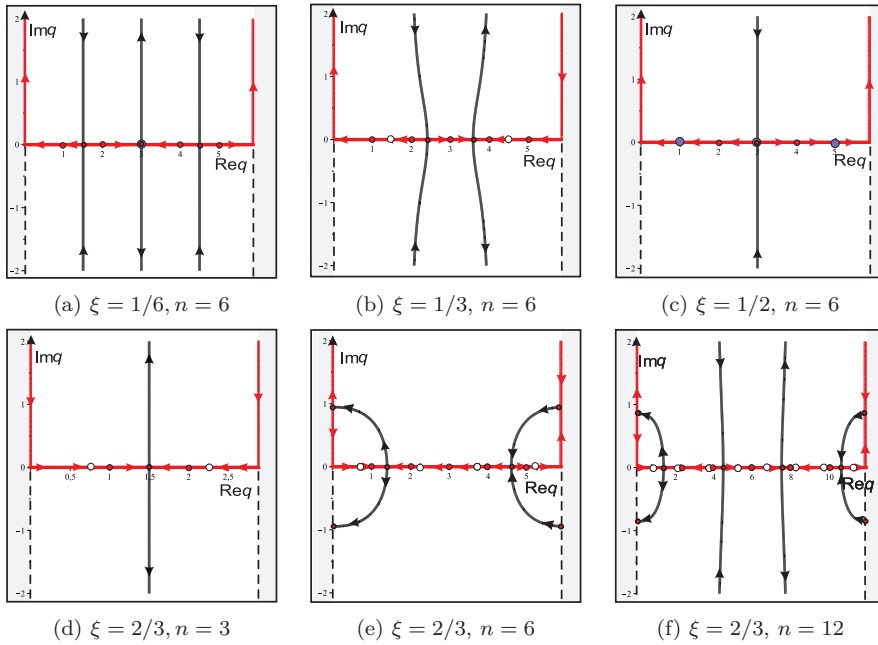 2
Imq
1
0
1 2 3 4 5
Req
−1
−2
(a) ξ = 1/6, n = 6
2
Imq
1
0
1 2 3 4 5
Req
−1
−2
(b) ξ = 1/3, n = 6
2
Imq
1
0
1 2 3 4 5
Req
−1
−2
(c) ξ = 1/2, n = 6
2
Imq
1
0
0,5 1 2 2,5
Req
−1
−2
(d) ξ = 2/3, n = 3
2
Imq
1
0
1 2 3 4 5
Req
−1
−2
(e) ξ = 2/3, n = 6
2
Imq
1
0
2 4 6 8 10
Req
−1
−2
(f) ξ = 2/3, n = 12